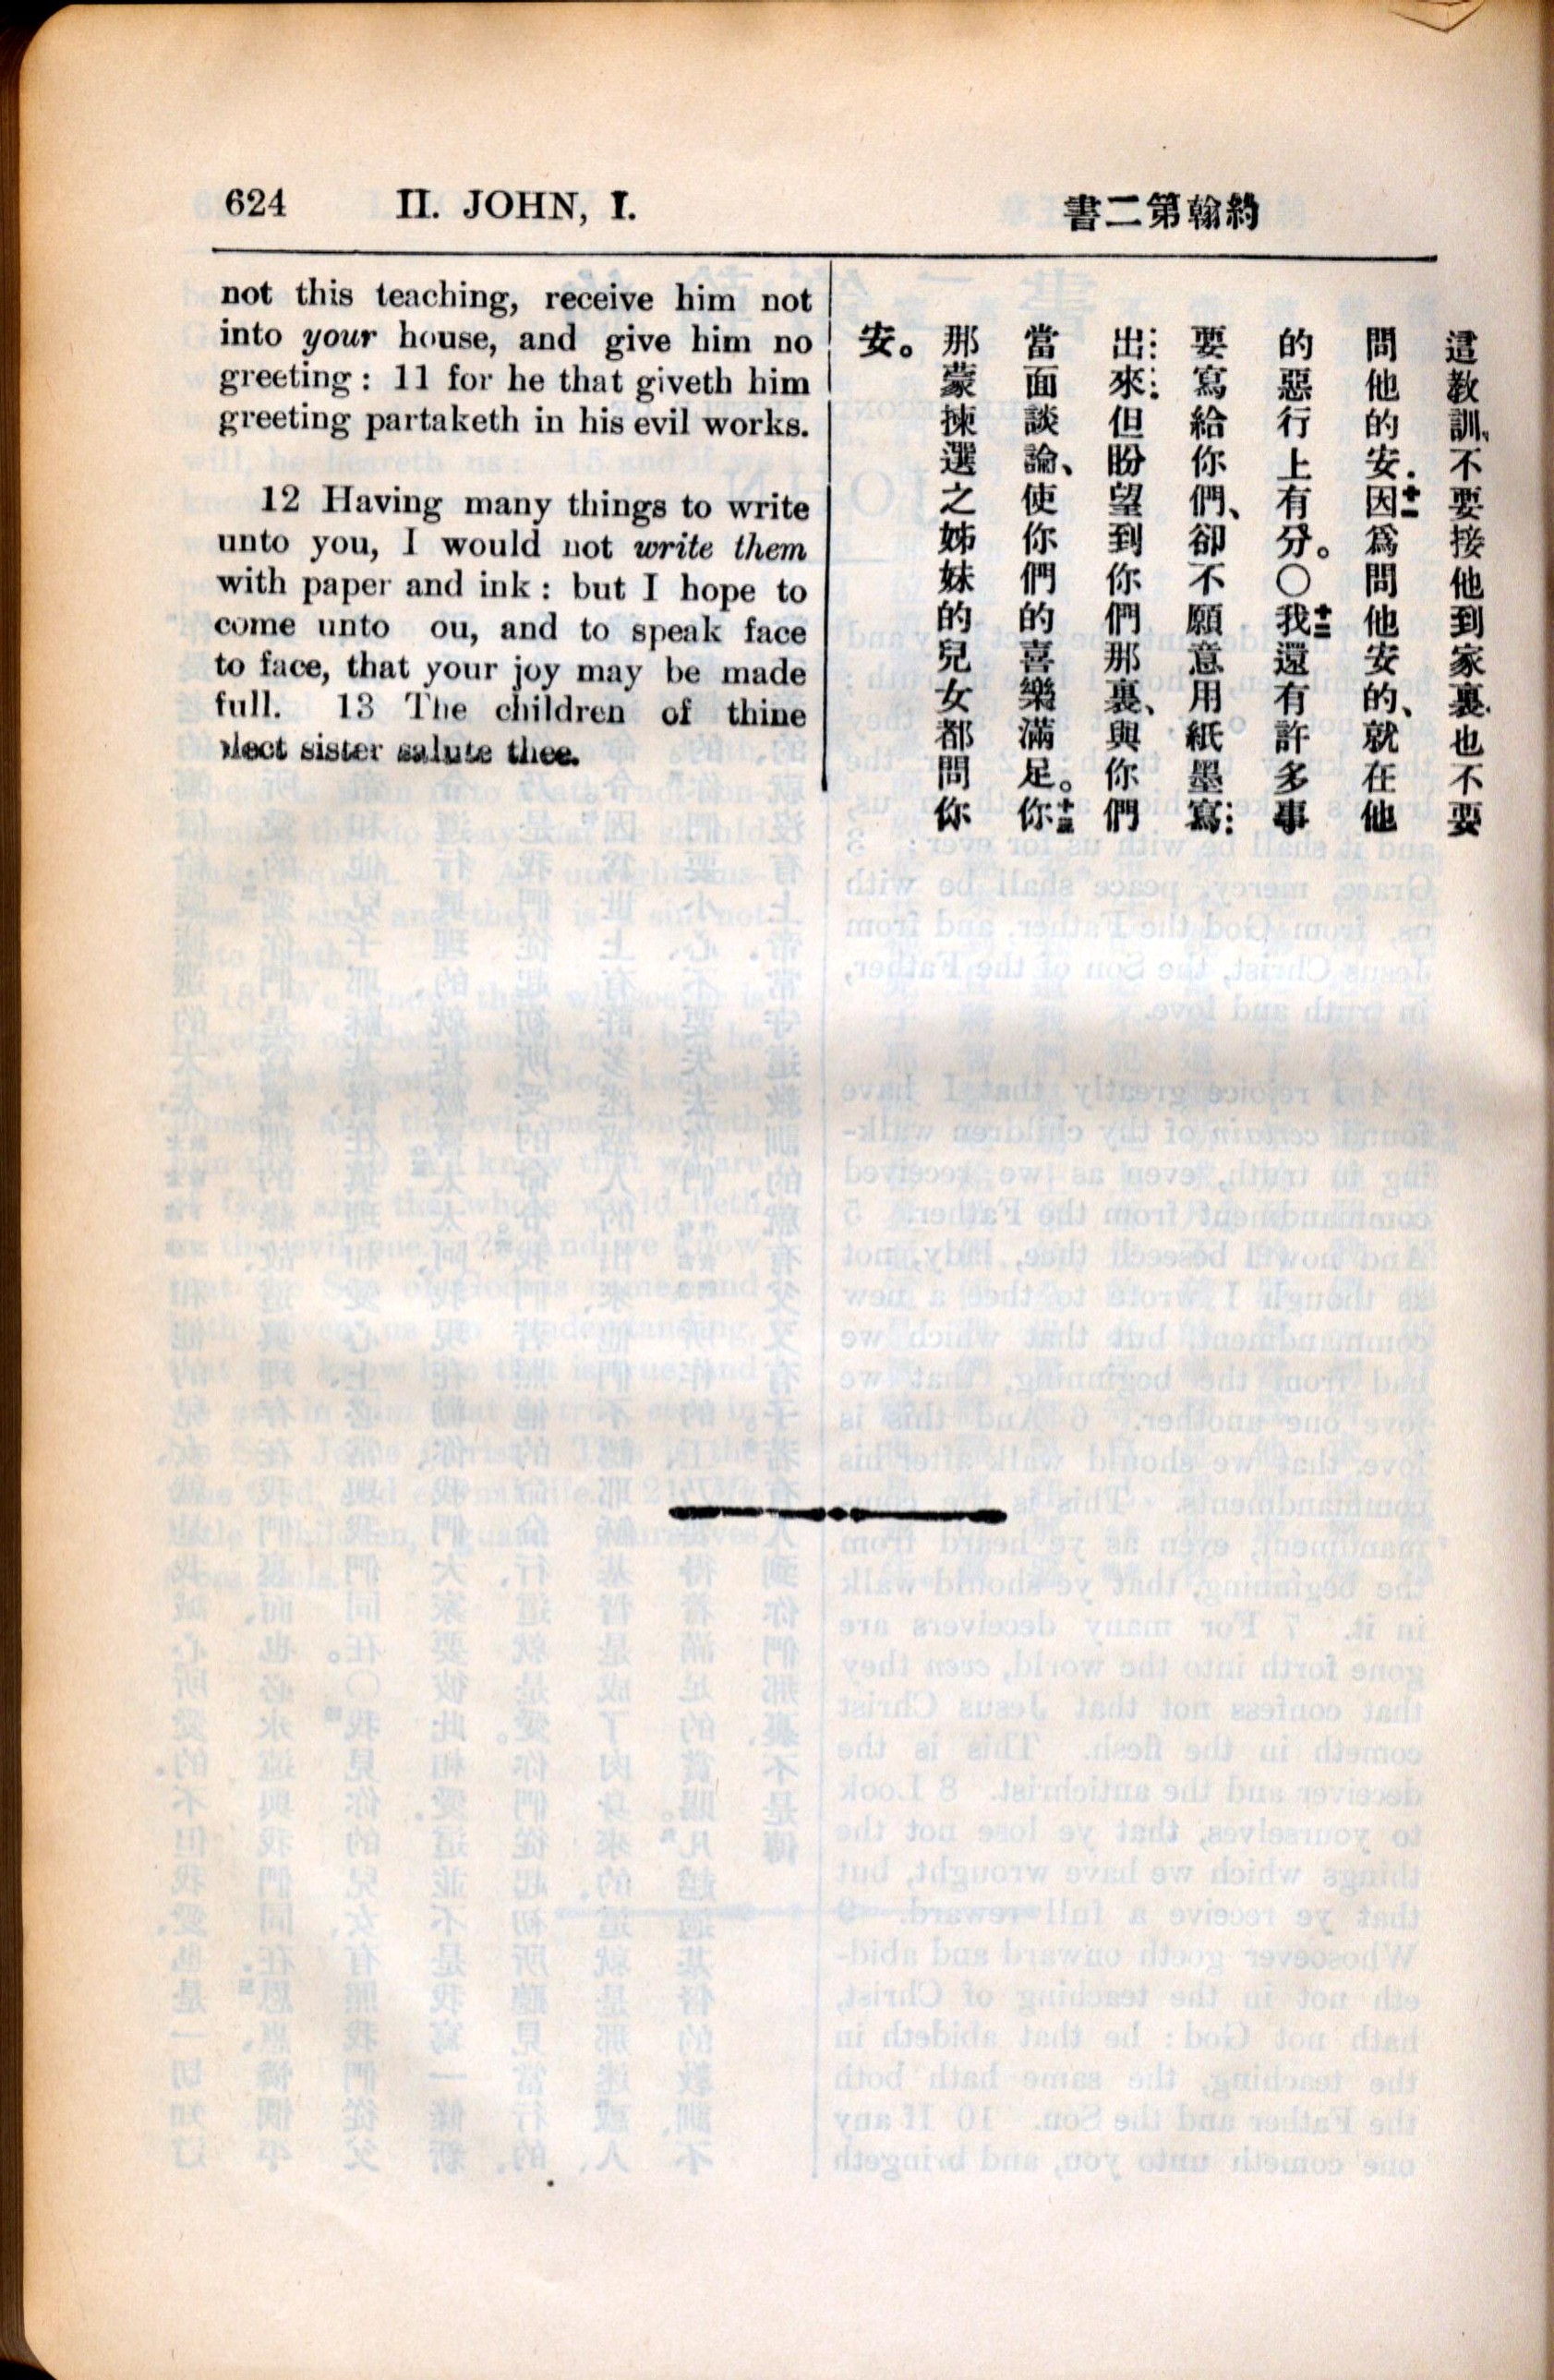 624 II. JOHN, I.
書二第翰約
not this teaching, receive him not
into your house, and give him no
greeting : 11 for he that giveth him
greeting partaketh in his evil works.
12 Having many things to write
unto you, I would not write them
with paper and ink : but I hope to
come unto ou, and to speak face
to face, that your joy may be made
full. 13 The children of thine
elect sister salute thee.
這教訓、不要接他到家裏、也不要
問他的安．因十一爲問他安的、就在他
的惡行上有分。〇我十二還有許多事
要寫給你們、卻不願意用紙墨寫
出來但盼望到你們那裏、與你們
當面談論、使你們的喜樂滿足。你十三
那蒙揀選之姊妹的兒女都問你
安。